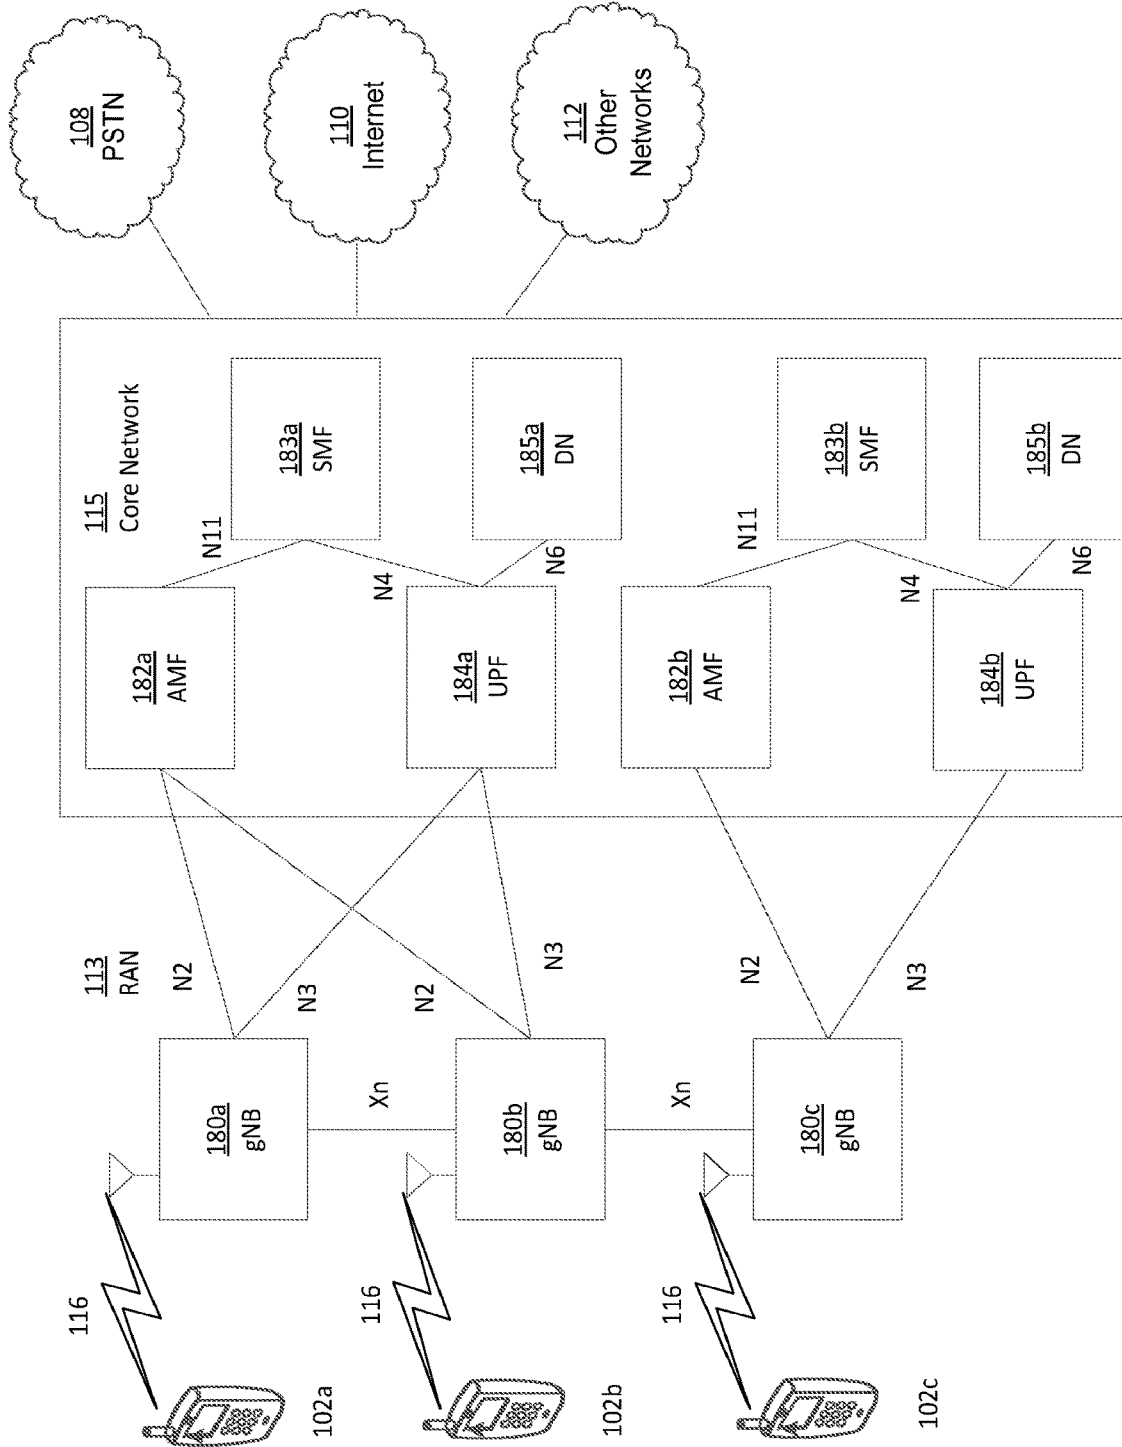 108
PSTN
110
Internet
112
Other
Networks
115
Core Network
183a
SMF
185a
DN
183b
SMF
185b
DN
N11
N4
N6
N11
N4
N6
182a
AMF
184a
UPF
182b
AMF
184b
UPF
113
RAN
N2
N3
N2
N3
N2
N3
180a
gNB
Xn
180b
gNB
Xn
180c
gNB
116
116
116
102a
102b
102c